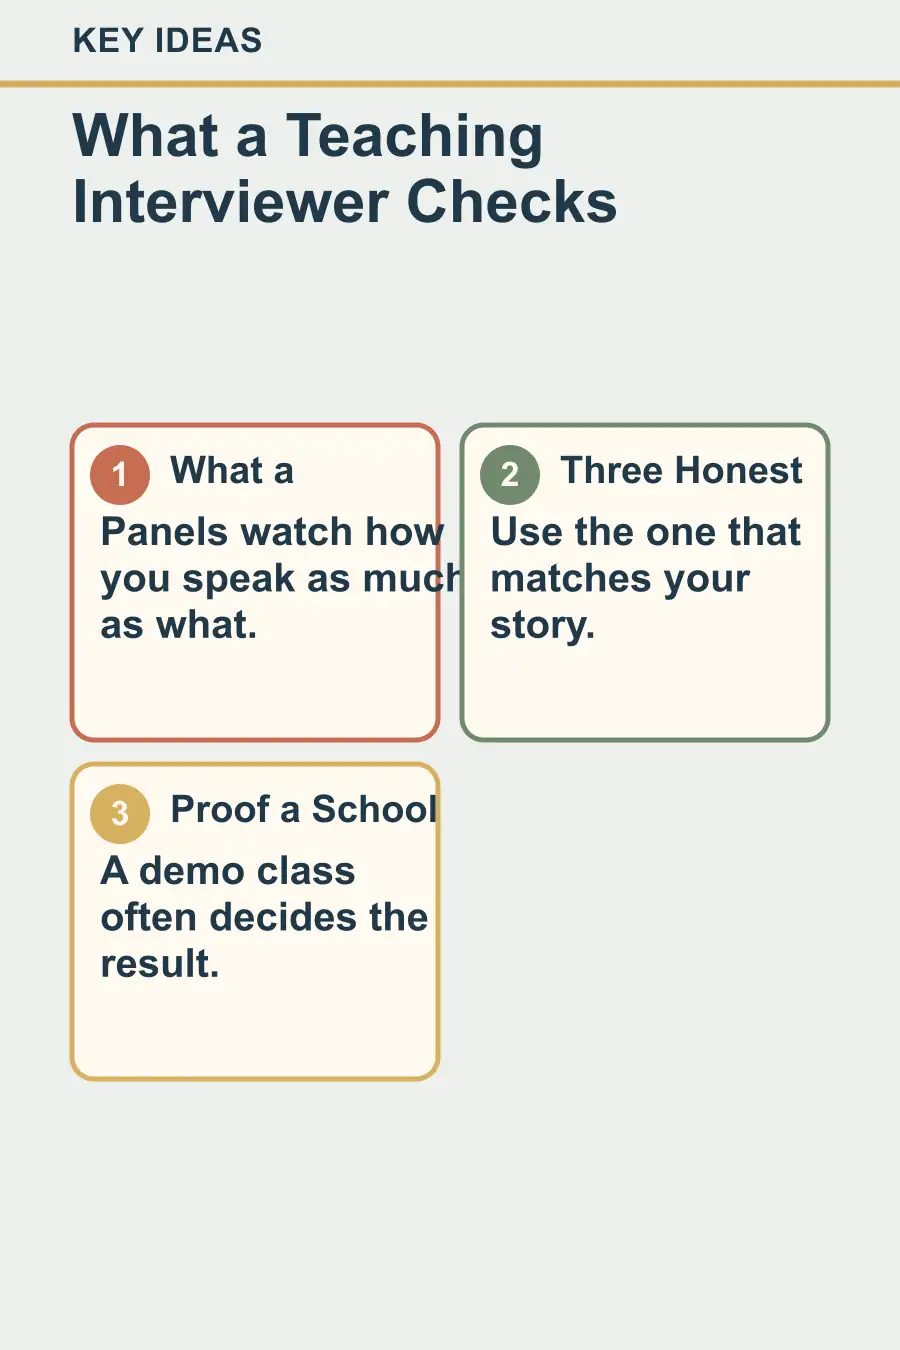 KEY IDEAS
What a Teaching
Interviewer Checks
1
What a
Panels watch how
you speak as much
as what.
2
Three Honest
Use the one that
matches your
story.
3
Proof a School
A demo class
often decides the
result.